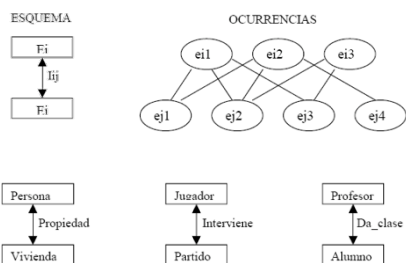 ESQUEMA
OCURRENCIAS
Ei
Iij
Ei
ei1 ei2 ei3
ej1 ej2 ej3 ej4
Persona Jugador Profesor
Propiedad Interviene Da_clase
Vivienda Partido Alumno